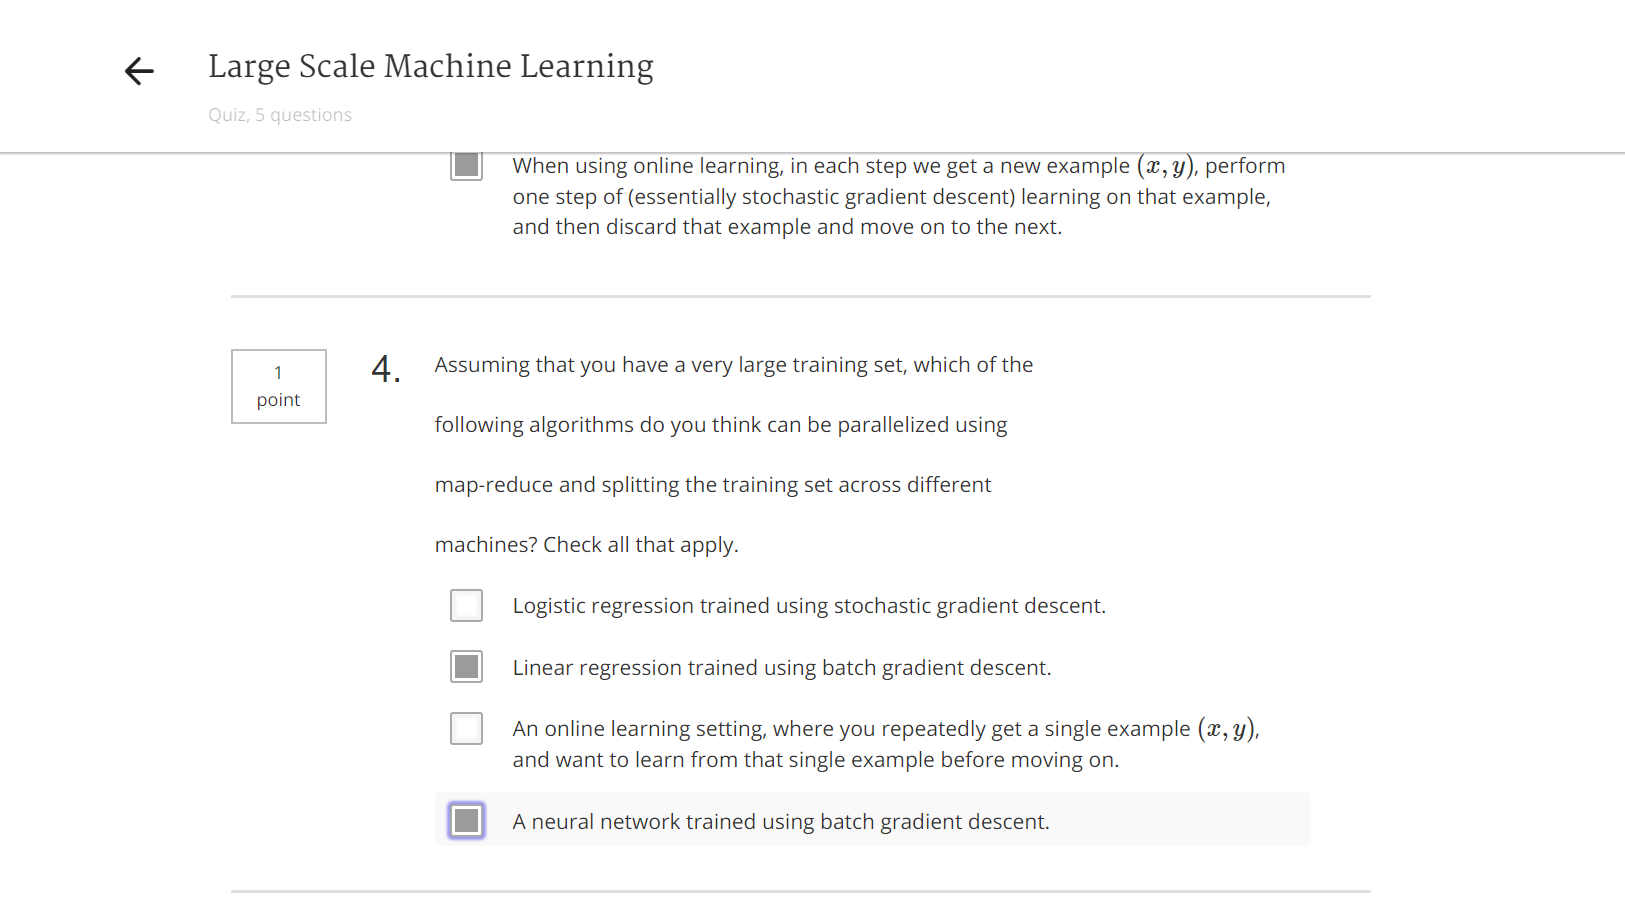 Large Scale Machine Learning
Quiz, 5 questions
When using online learning, in each step we get a new example (x, y), perform
one step of (essentially stochastic gradient descent) learning on that example,
and then discard that example and move on to the next.
1
point
4.
Assuming that you have a very large training set, which of the
following algorithms do you think can be parallelized using
map-reduce and splitting the training set across different
machines? Check all that apply.
Logistic regression trained using stochastic gradient descent.
Linear regression trained using batch gradient descent.
An online learning setting, where you repeatedly get a single example (x, y),
and want to learn from that single example before moving on.
A neural network trained using batch gradient descent.